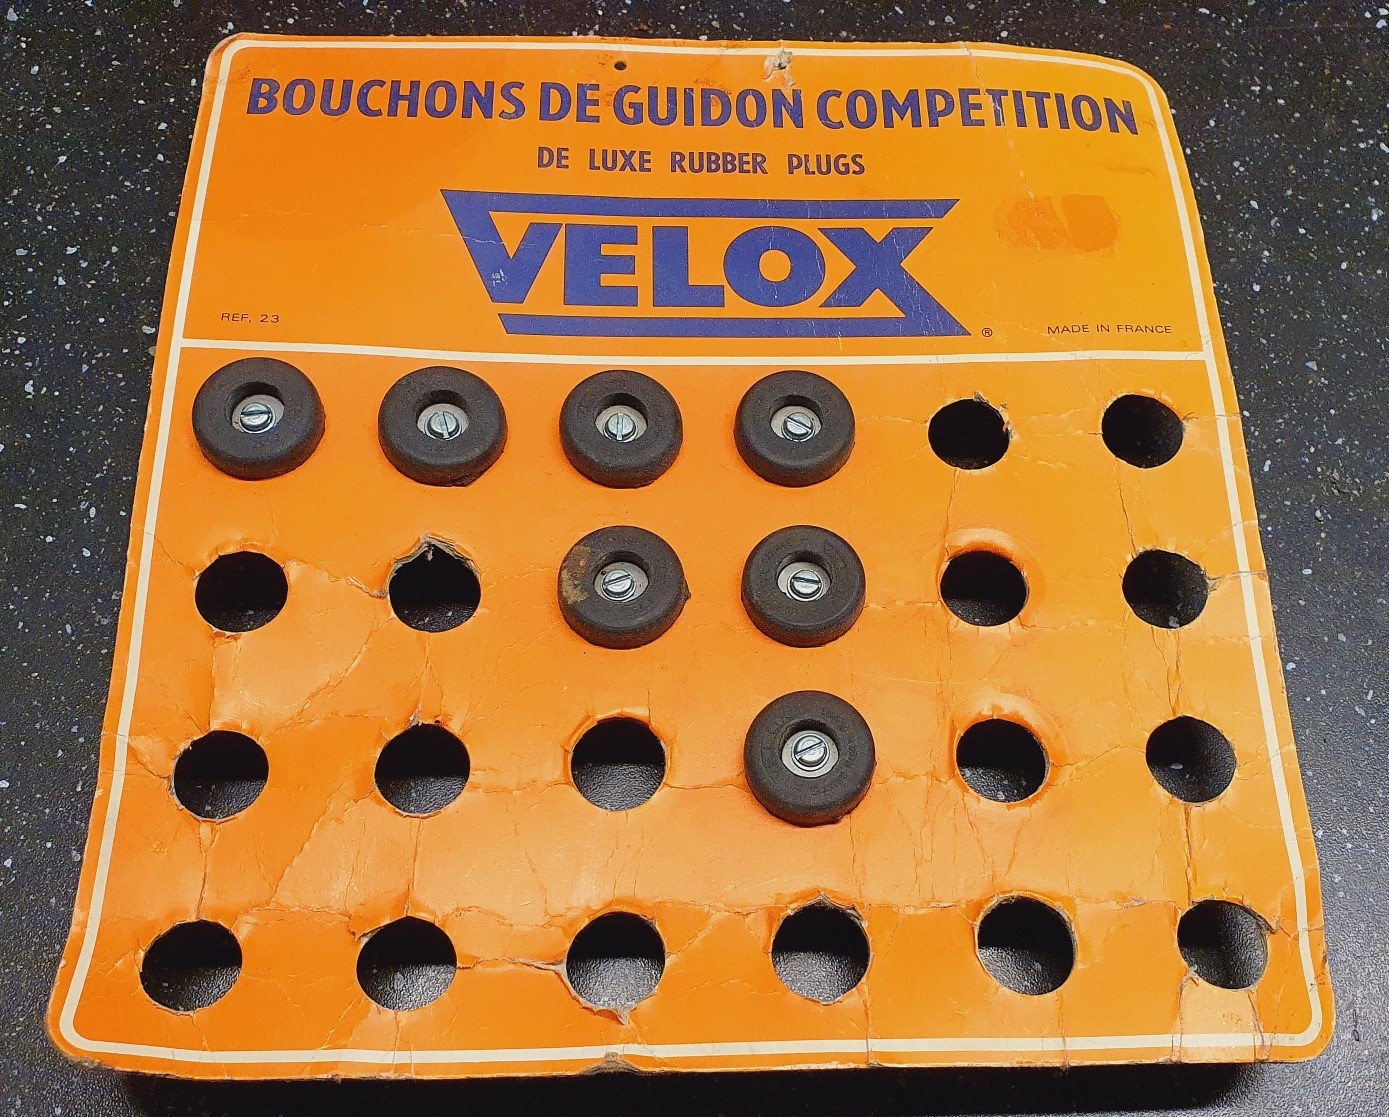 BOUCHONS DE GUIDON COMPETITION
DE LUXE RUBBER PLUGS
VELOX ®
REF. 23
MADE IN FRANCE